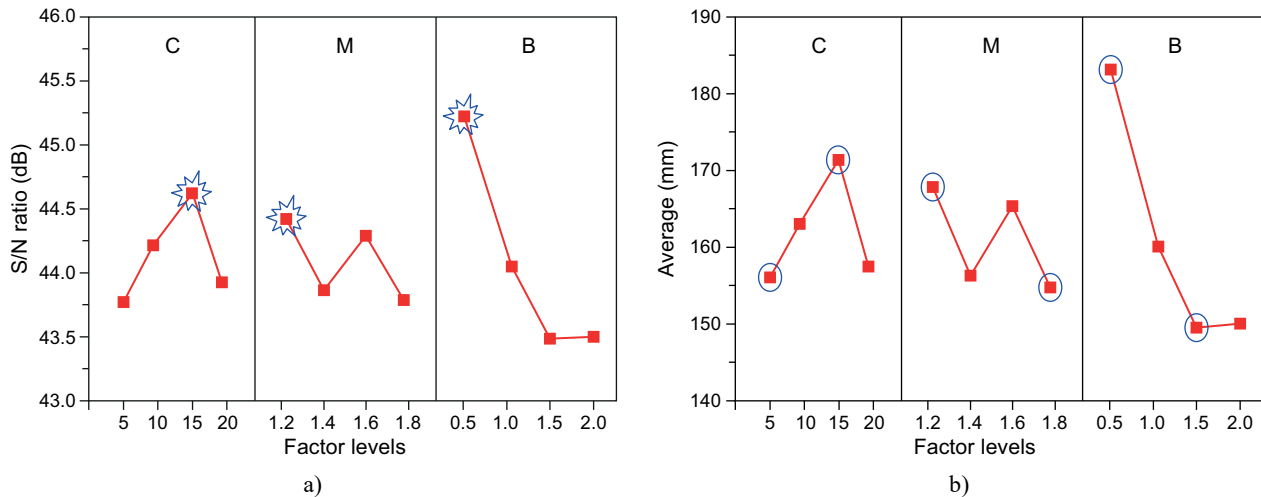 46.0
45.5
45.0
44.5
44.0
43.5
43.0
S/N ratio (dB)
C M B
5 10 15 20 1.2 1.4 1.6 1.8 0.5 1.0 1.5 2.0
Factor levels
a)
190
180
170
160
150
140
Average (mm)
C M B
5 10 15 20 1.2 1.4 1.6 1.8 0.5 1.0 1.5 2.0
Factor levels
b)